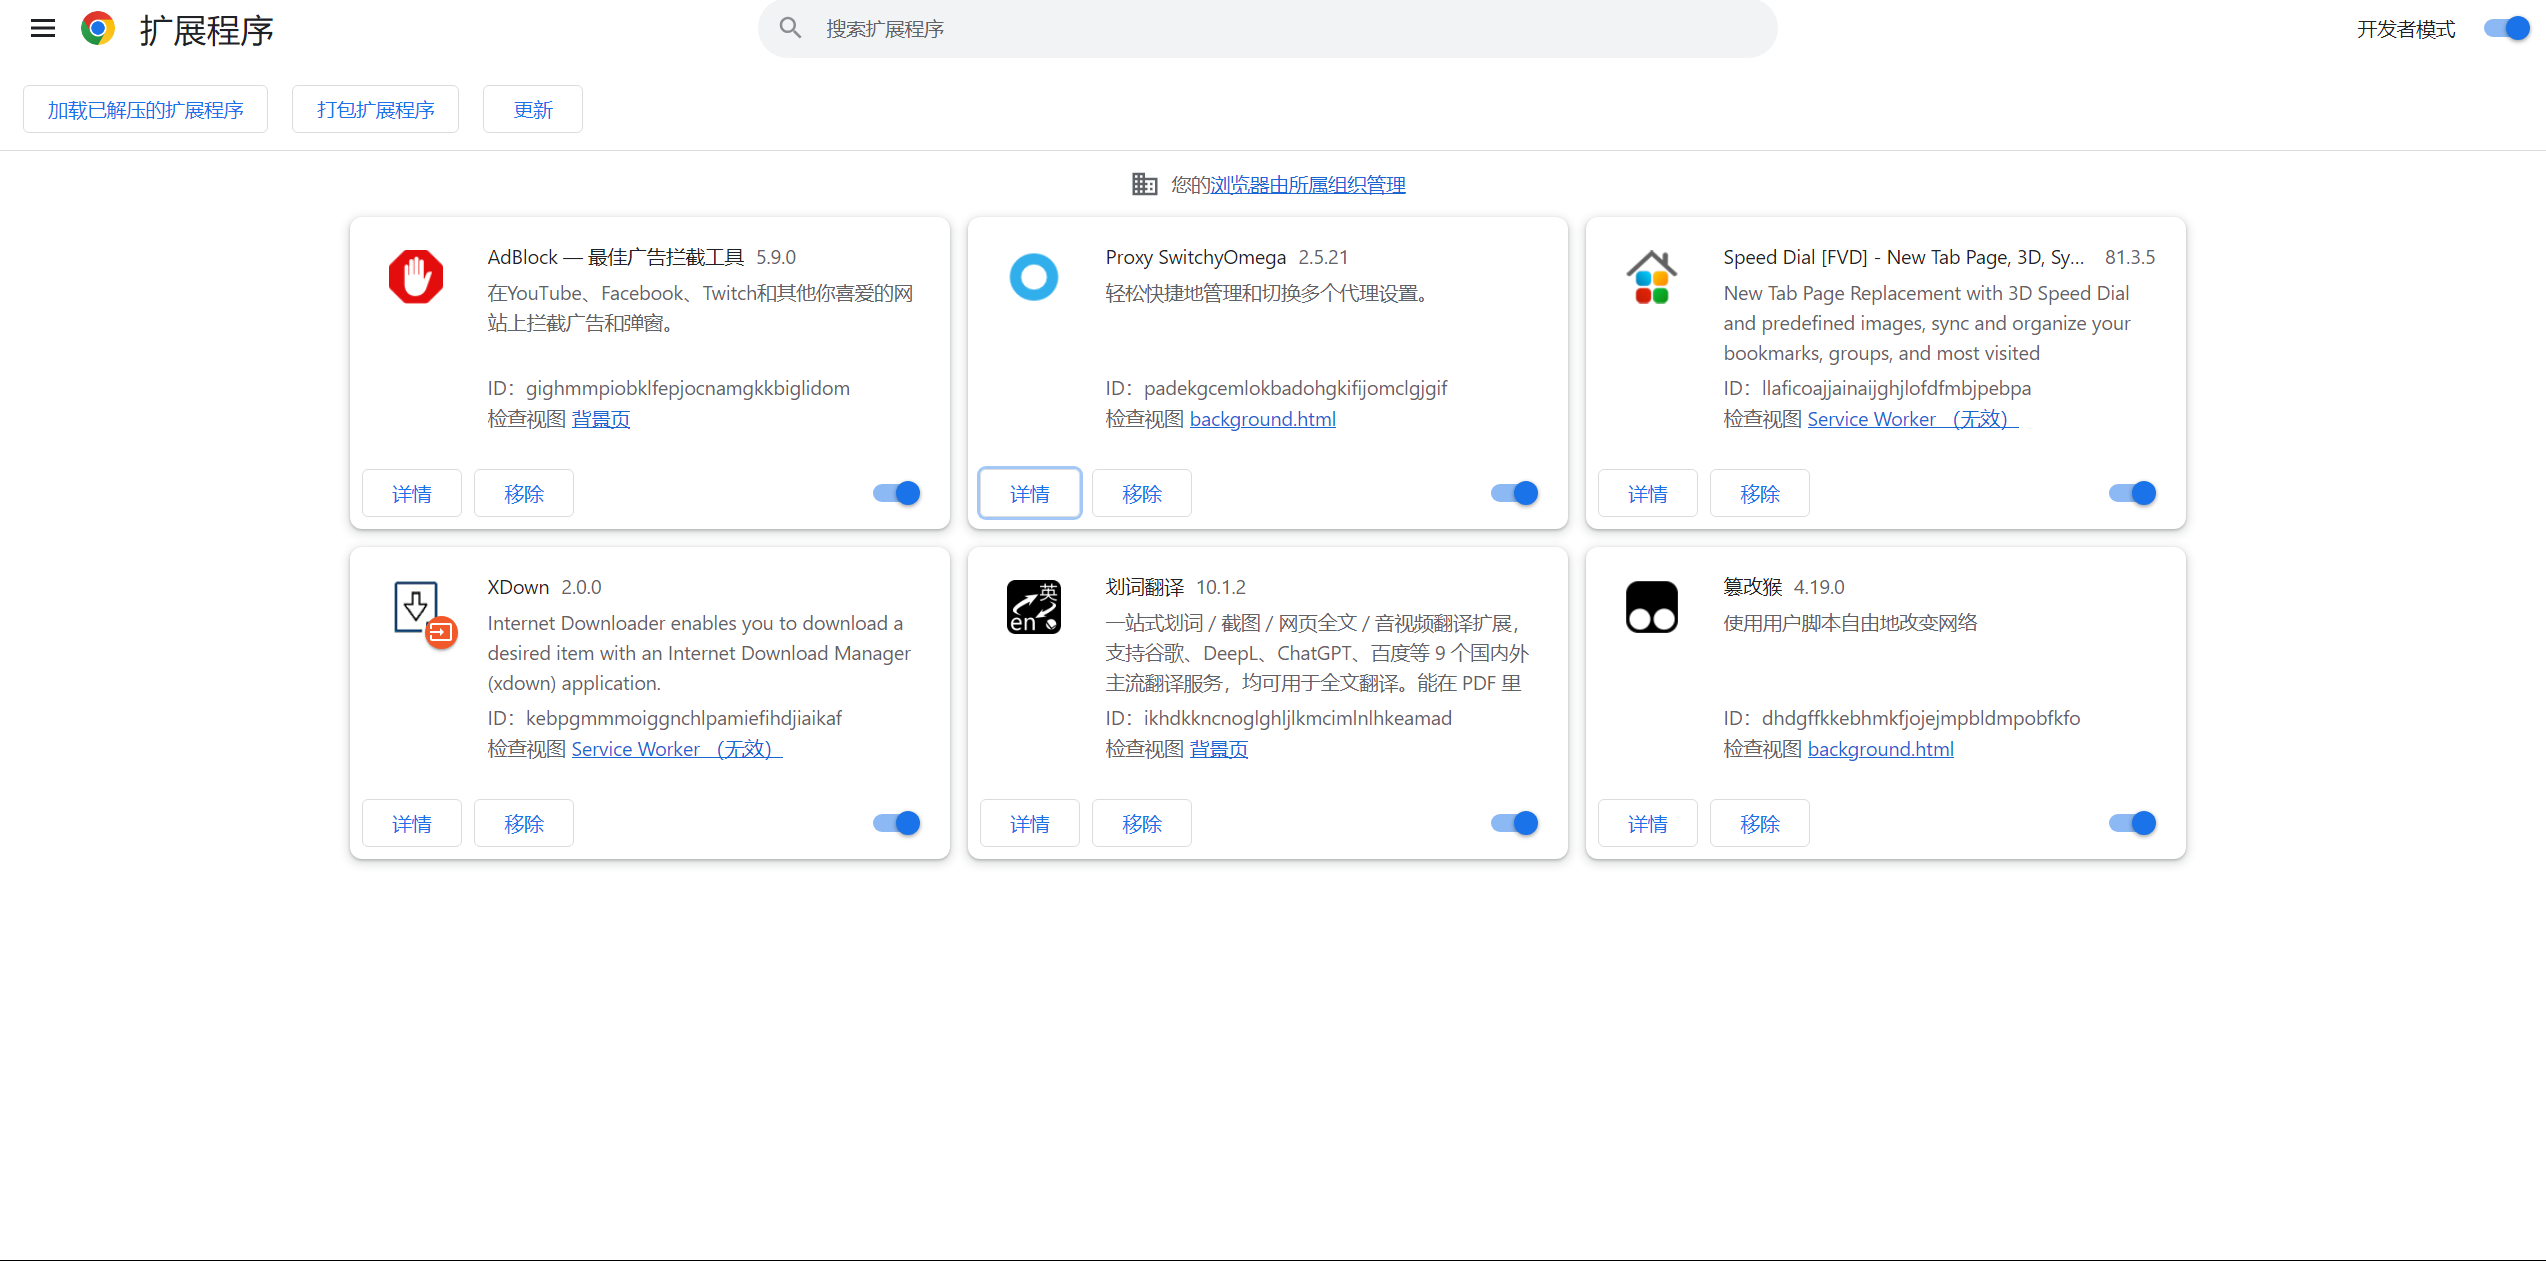 扩展程序
搜索扩展程序
开发者模式
加载已解压的扩展程序
打包扩展程序
更新
您的浏览器由所属组织管理
AdBlock — 最佳广告拦截工具 5.9.0
在YouTube、Facebook、Twitch和其他你喜爱的网
站上拦截广告和弹窗。
ID：gighmmpiobklfepjocnamgkkbiglidom
检查视图 背景页
详情
移除
Proxy SwitchyOmega 2.5.21
轻松快捷地管理和切换多个代理设置。
ID：padekgcemlokbadohgkifijomclgjgif
检查视图 background.html
详情
移除
Speed Dial [FVD] - New Tab Page, 3D, Sy... 81.3.5
New Tab Page Replacement with 3D Speed Dial
and predefined images, sync and organize your
bookmarks, groups, and most visited
ID：llaficoajjainaijghjlofdfmbjpebpa
检查视图 Service Worker （无效）
详情
移除
XDown 2.0.0
Internet Downloader enables you to download a
desired item with an Internet Download Manager
(xdown) application.
ID：kebpgmmmoiggnchlpamiefihdjiaikaf
检查视图 Service Worker （无效）
详情
移除
英
en
划词翻译 10.1.2
一站式划词 / 截图 / 网页全文 / 音视频翻译扩展，
支持谷歌、DeepL、ChatGPT、百度等 9 个国内外
主流翻译服务，均可用于全文翻译。能在 PDF 里
ID：ikhdkkncnoglghljlkmcimlnlhkeamad
检查视图 背景页
详情
移除
篡改猴 4.19.0
使用用户脚本自由地改变网络
ID：dhdgffkkebhmkfjojejmpbldmpobfkfo
检查视图 background.html
详情
移除